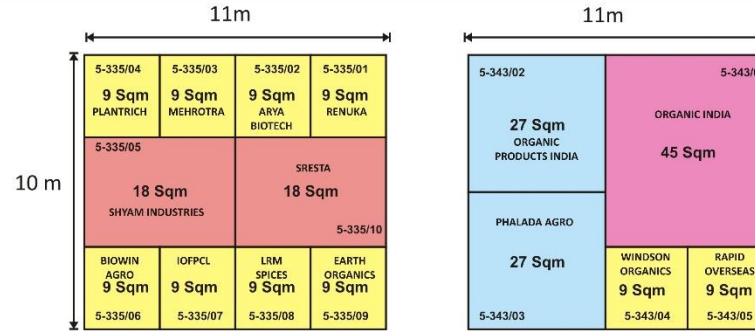 11m
11m
10 m
5-335/04
9 Sqm
PLANTRICH
5-335/03
9 Sqm
MEHROTRA
5-335/02
9 Sqm
ARYA
BIOTECH
5-335/01
9 Sqm
RENUKA
5-335/05
18 Sqm
SHYAM INDUSTRIES
SRESTA
18 Sqm
5-335/10
BIOWIN
AGRO
9 Sqm
5-335/06
IOFPCL
9 Sqm
5-335/07
LRM
SPICES
9 Sqm
5-335/08
EARTH
ORGANICS
9 Sqm
5-335/09
5-343/02
27 Sqm
ORGANIC
PRODUCTS INDIA
ORGANIC INDIA
45 Sqm
PHALADA AGRO
27 Sqm
5-343/03
WINDSON
ORGANICS
9 Sqm
5-343/04
RAPID
OVERSEAS
9 Sqm
5-343/05